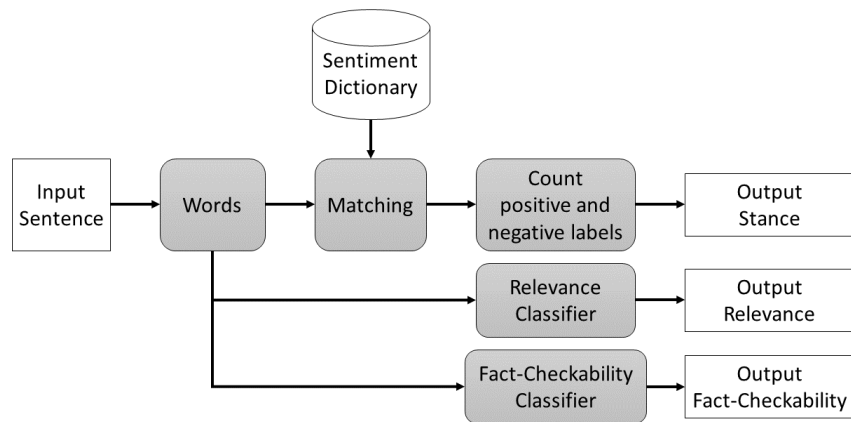 Sentiment
Dictionary
Input
Sentence
Words
Matching
Count
positive and
negative labels
Output
Stance
Relevance
Classifier
Output
Relevance
Fact-Checkability
Classifier
Output
Fact-Checkability